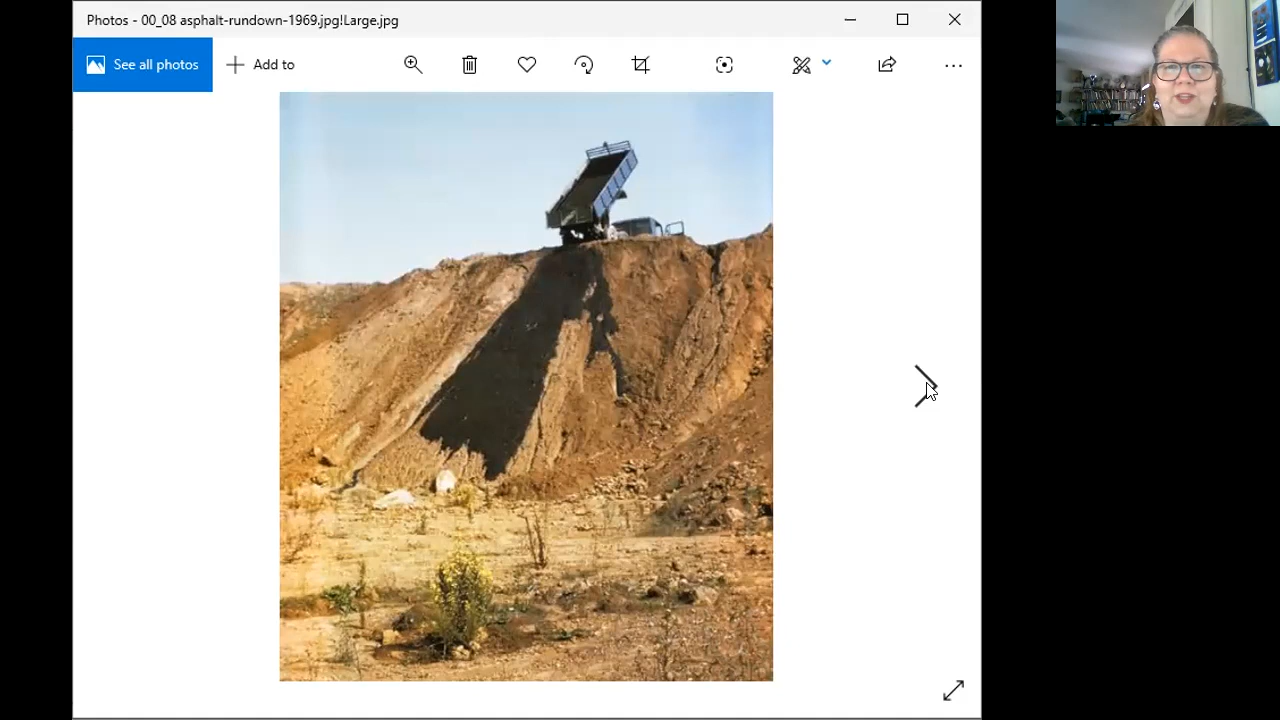 Photos - 00_08 asphalt-rundown-1969.jpg!Large.jpg
See all photos
Add to